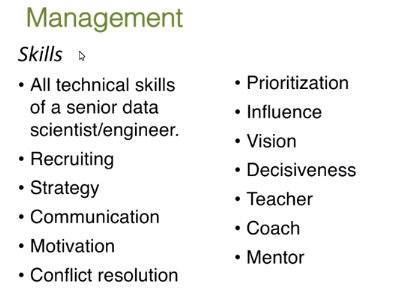 Management
Skills
• All technical skills
of a senior data
scientist/engineer.
• Recruiting
• Strategy
• Communication
• Motivation
• Conflict resolution
• Prioritization
• Influence
• Vision
• Decisiveness
• Teacher
• Coach
• Mentor